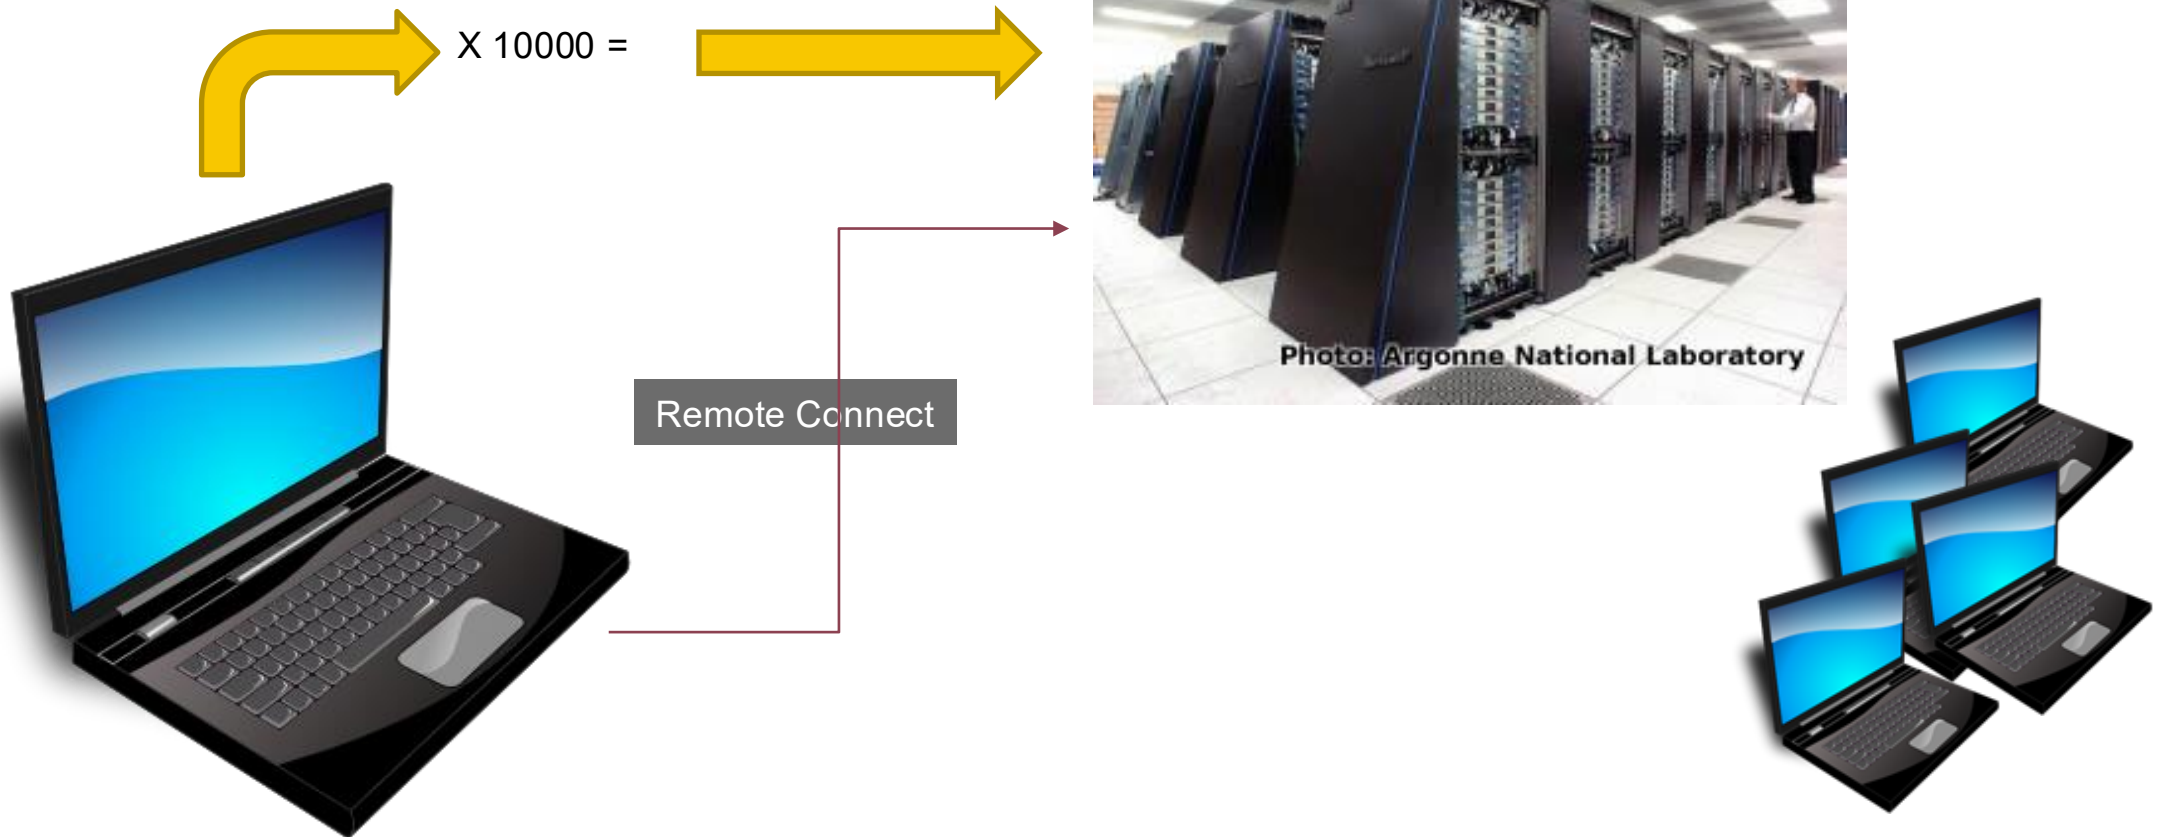 X 10000 =
Photo: Argonne National Laboratory
Remote Connect